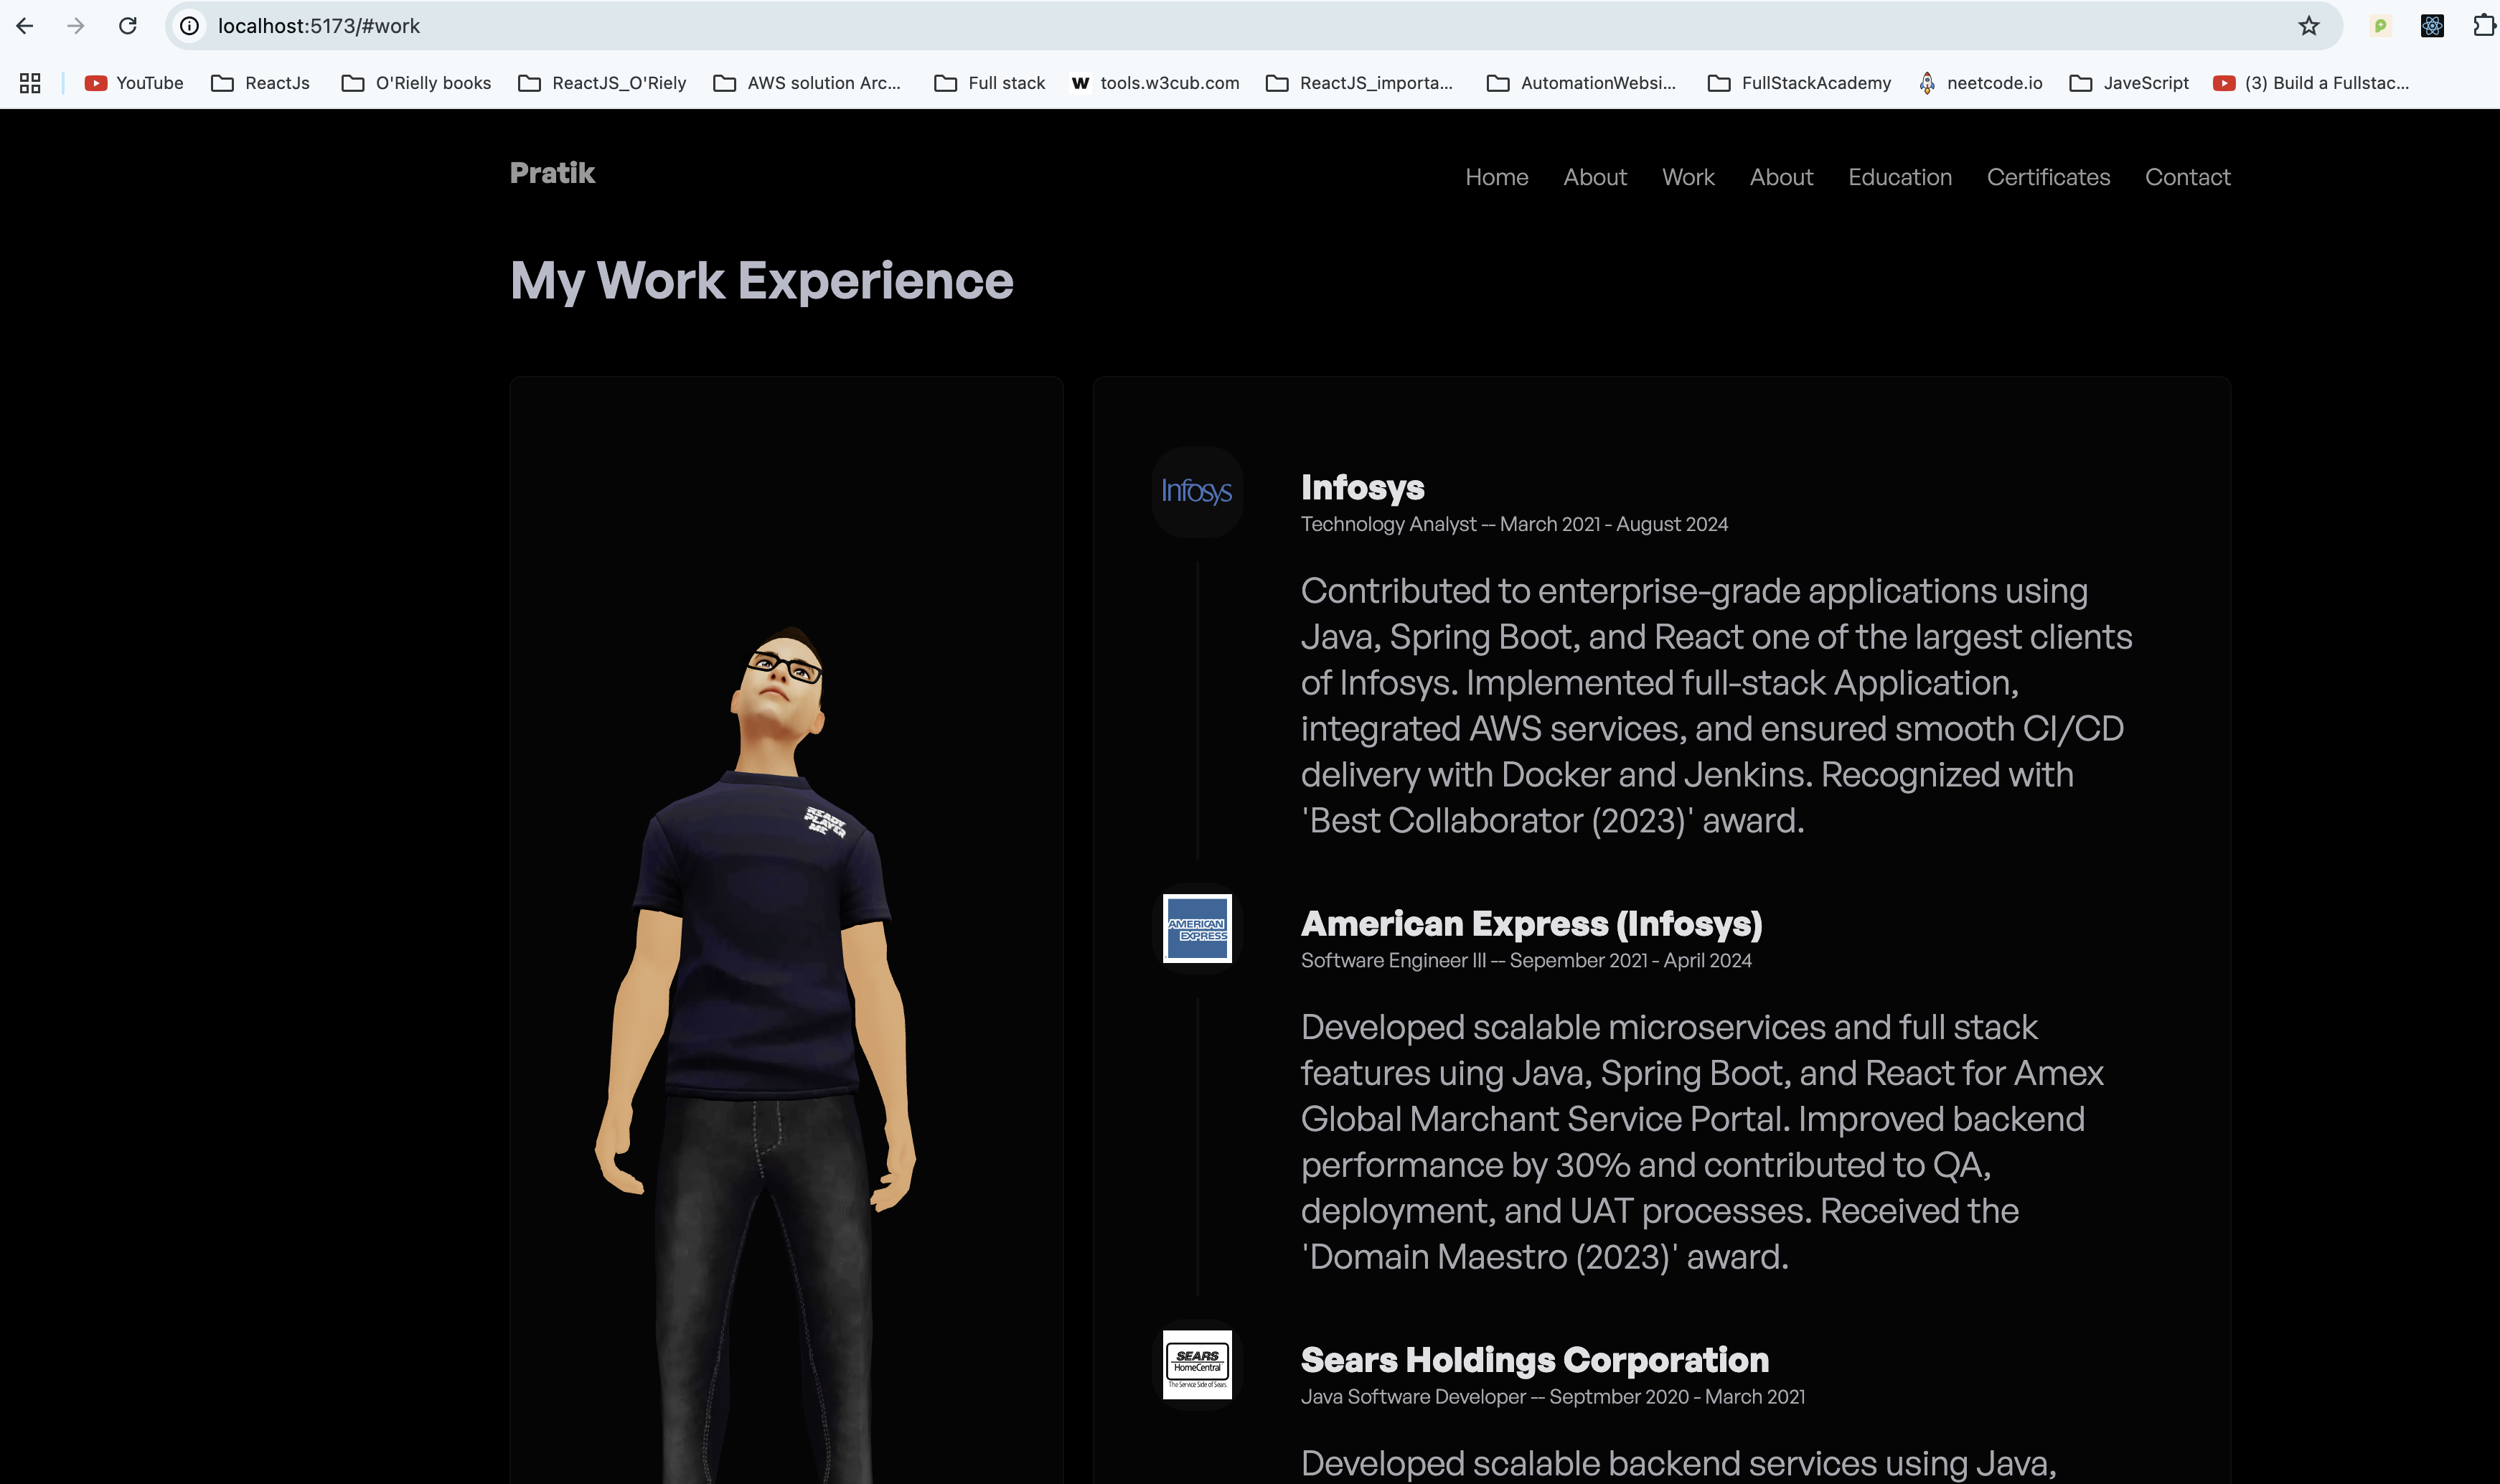 localhost:5173/#work
YouTube ReactJs O'Rielly books ReactJS_O'Riely AWS solution Arc... Full stack W tools.w3cub.com ReactJS_importa... AutomationWebsi... FullStackAcademy neetcode.io JaveScript (3) Build a Fullstac...
Pratik
Home About Work About Education Certificates Contact
My Work Experience
Infosys
Infosys
Technology Analyst -- March 2021 - August 2024
Contributed to enterprise-grade applications using
Java, Spring Boot, and React one of the largest clients
of Infosys. Implemented full-stack Application,
integrated AWS services, and ensured smooth CI/CD
delivery with Docker and Jenkins. Recognized with
'Best Collaborator (2023)' award.
READY
PLAYER
ME
AMERICAN
EXPRESS
American Express (Infosys)
Software Engineer III -- Sepember 2021 - April 2024
Developed scalable microservices and full stack
features uing Java, Spring Boot, and React for Amex
Global Marchant Service Portal. Improved backend
performance by 30% and contributed to QA,
deployment, and UAT processes. Received the
'Domain Maestro (2023)' award.
SEARS
HomeCentral
The Service Side of Sears.
Sears Holdings Corporation
Java Software Developer -- Septmber 2020 - March 2021
Developed scalable backend services using Java,